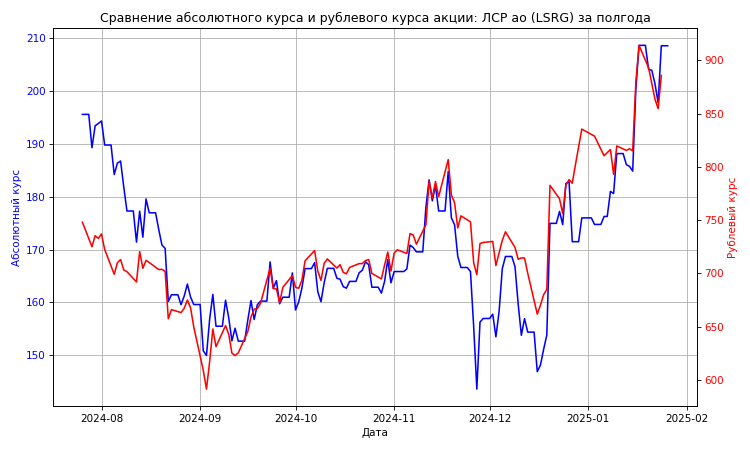 Сравнение абсолютного курса и рублевого курса акции: ЛСР ао (LSRG) за полгода
210
200
190
180
170
160
150
Абсолютный курс
900
850
800
750
700
650
600
Рублевый курс
2024-08 2024-09 2024-10 2024-11 2024-12 2025-01 2025-02
Дата